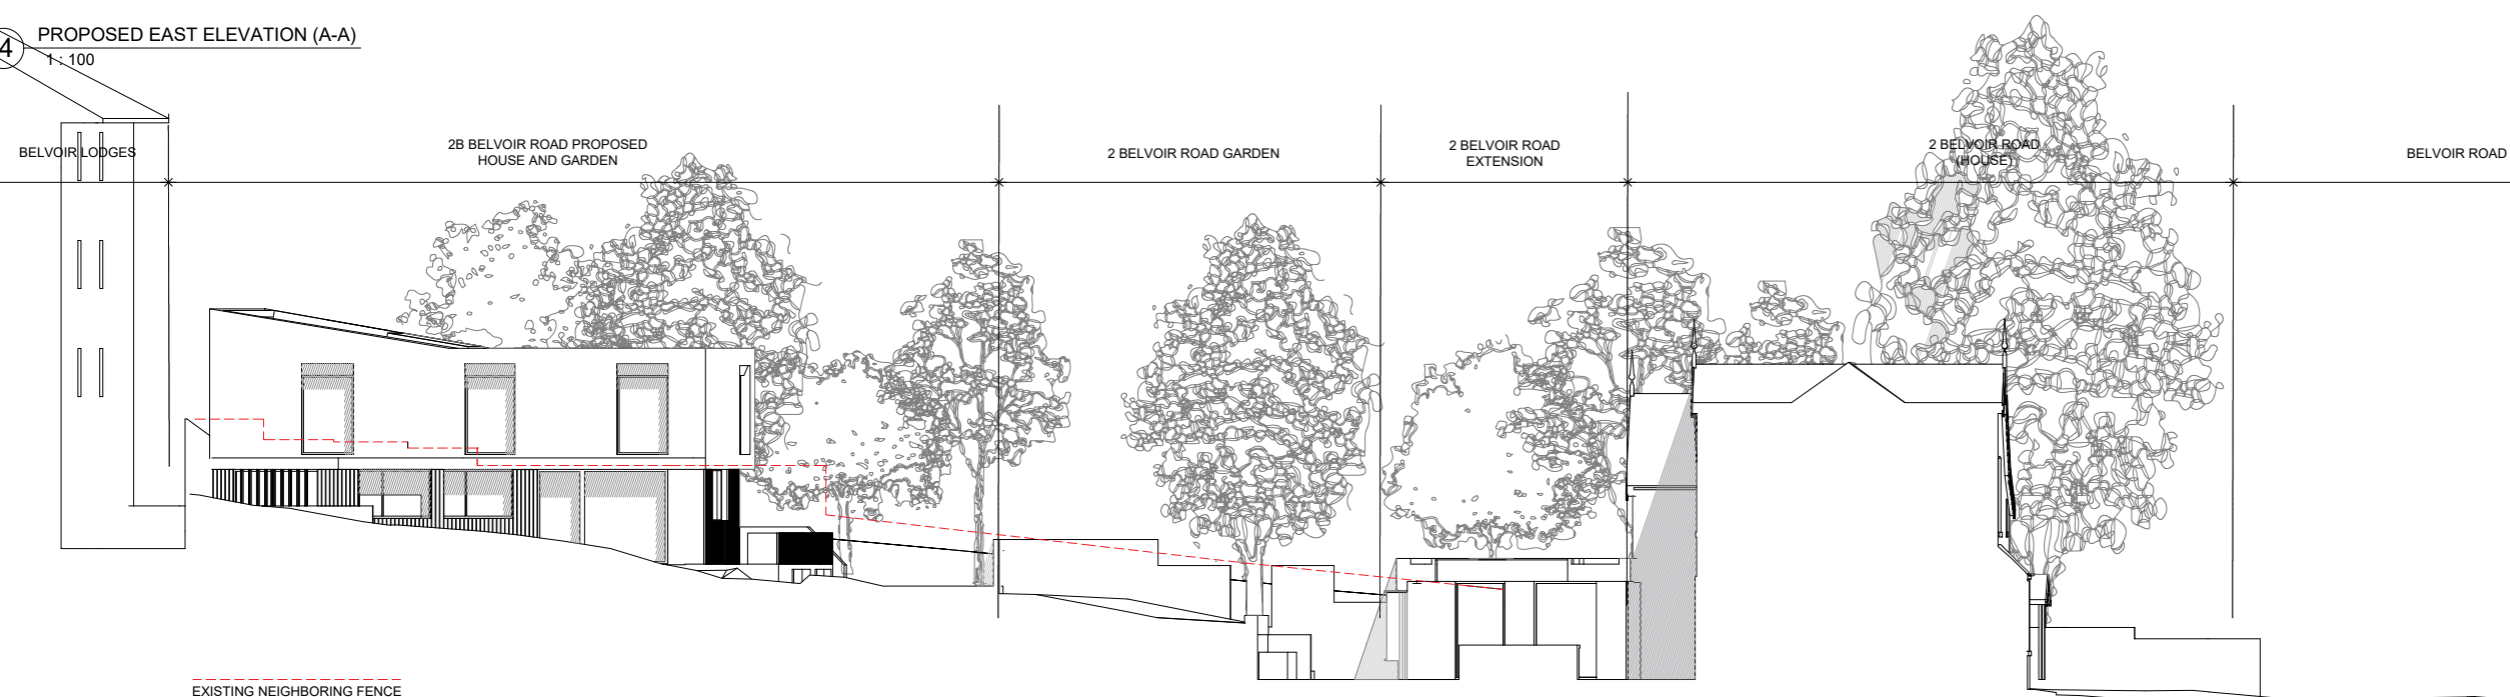 4
PROPOSED EAST ELEVATION (A-A)
1 : 100
BELVOIR LODGES
2B BELVOIR ROAD PROPOSED
HOUSE AND GARDEN
2 BELVOIR ROAD GARDEN
2 BELVOIR ROAD
EXTENSION
2 BELVOIR ROAD
(HOUSE)
BELVOIR ROAD
EXISTING NEIGHBORING FENCE